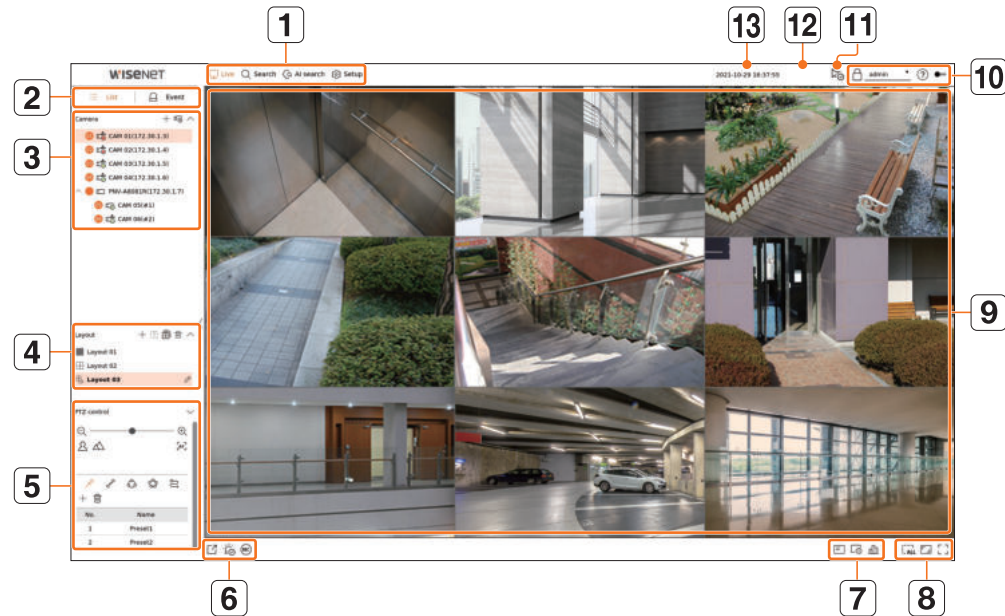 1
13
12
11
WISENET
Live Search AI search Setup
2021-10-29 18:37:55
admin
10
2
List Event
Camera
3
CAM 01(172.30.1.3)
CAM 02(172.30.1.4)
CAM 03(172.30.1.5)
CAM 04(172.30.1.6)
PNV-A6081R(172.30.1.7)
CAM 05(#1)
CAM 06(#2)
9
Layout
4
Layout 01
Layout 02
Layout 03
PTZ control
5
No. Name
1 Preset1
2 Preset2
6
7
8